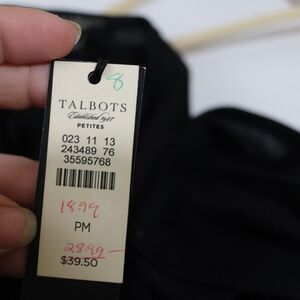 8
TALBOTS
Established 1947
PETITES
023 11 13
243489 76
35595768
18.99
PM
28.99
$39.50